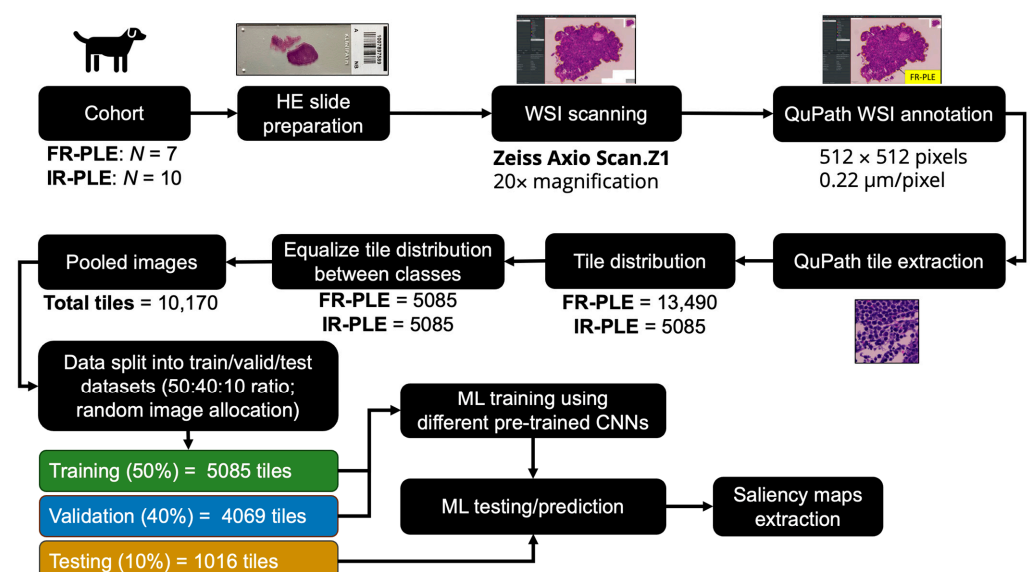 Cohort
HE slide
preparation
WSI scanning
QuPath WSI annotation
FR-PLE
FR-PLE: N = 7
IR-PLE: N = 10
Zeiss Axio Scan.Z1
20× magnification
512 × 512 pixels
0.22 µm/pixel
Pooled images
Equalize tile distribution
between classes
Tile distribution
QuPath tile extraction
Total tiles = 10,170
FR-PLE = 5085
IR-PLE = 5085
FR-PLE = 13,490
IR-PLE = 5085
Data split into train/valid/test
datasets (50:40:10 ratio;
random image allocation)
ML training using
different pre-trained CNNs
Training (50%) = 5085 tiles
Validation (40%) = 4069 tiles
Testing (10%) = 1016 tiles
ML testing/prediction
Saliency maps
extraction